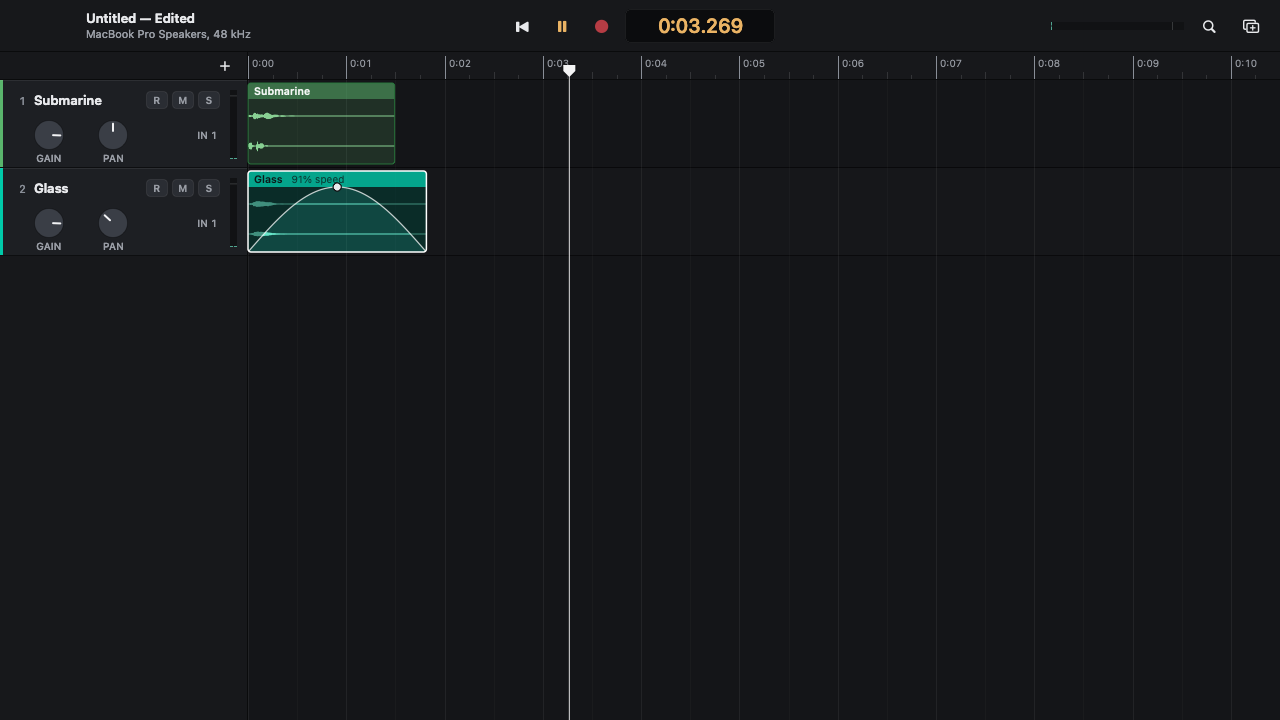 Untitled — Edited
MacBook Pro Speakers, 48 kHz
0:03.269
0:00 0:01 0:02 0:03 0:04 0:05 0:06 0:07 0:08 0:09 0:10
1 Submarine R M S
IN 1
GAIN PAN
Submarine
2 Glass R M S
IN 1
GAIN PAN
Glass 91% speed